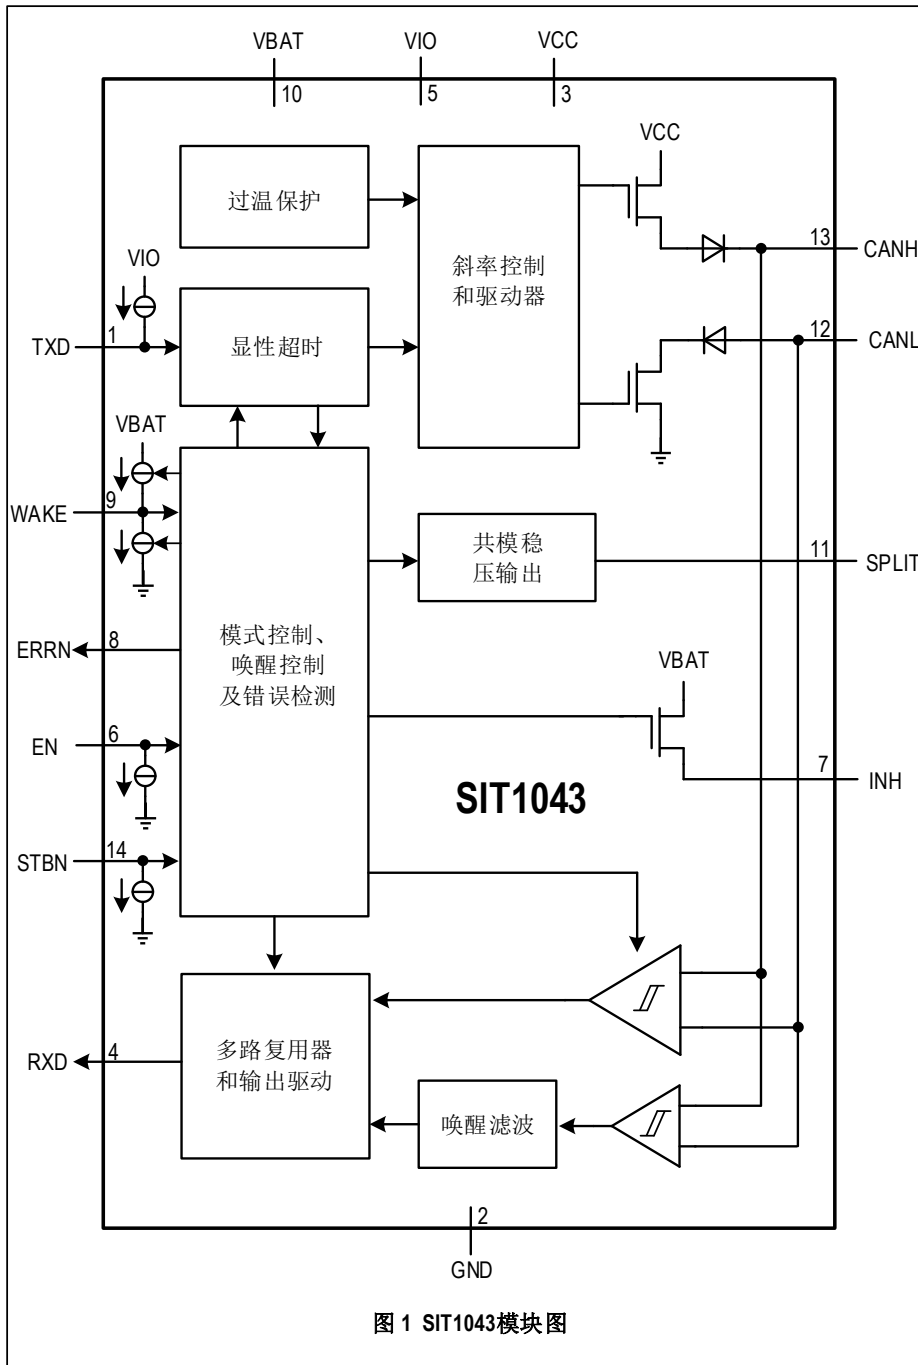 VBAT
VIO
VCC
10
5
3
VCC
过温保护
斜率控制
和驱动器
13
CANH
VIO
TXD
1
显性超时
12
CANL
VBAT
WAKE
9
共模稳
压输出
11
SPLIT
ERRN
8
模式控制、
唤醒控制
及错误检测
VBAT
EN
6
7
INH
SIT1043
STBN
14
RXD
4
多路复用器
和输出驱动
唤醒滤波
2
GND
图 1 SIT1043模块图